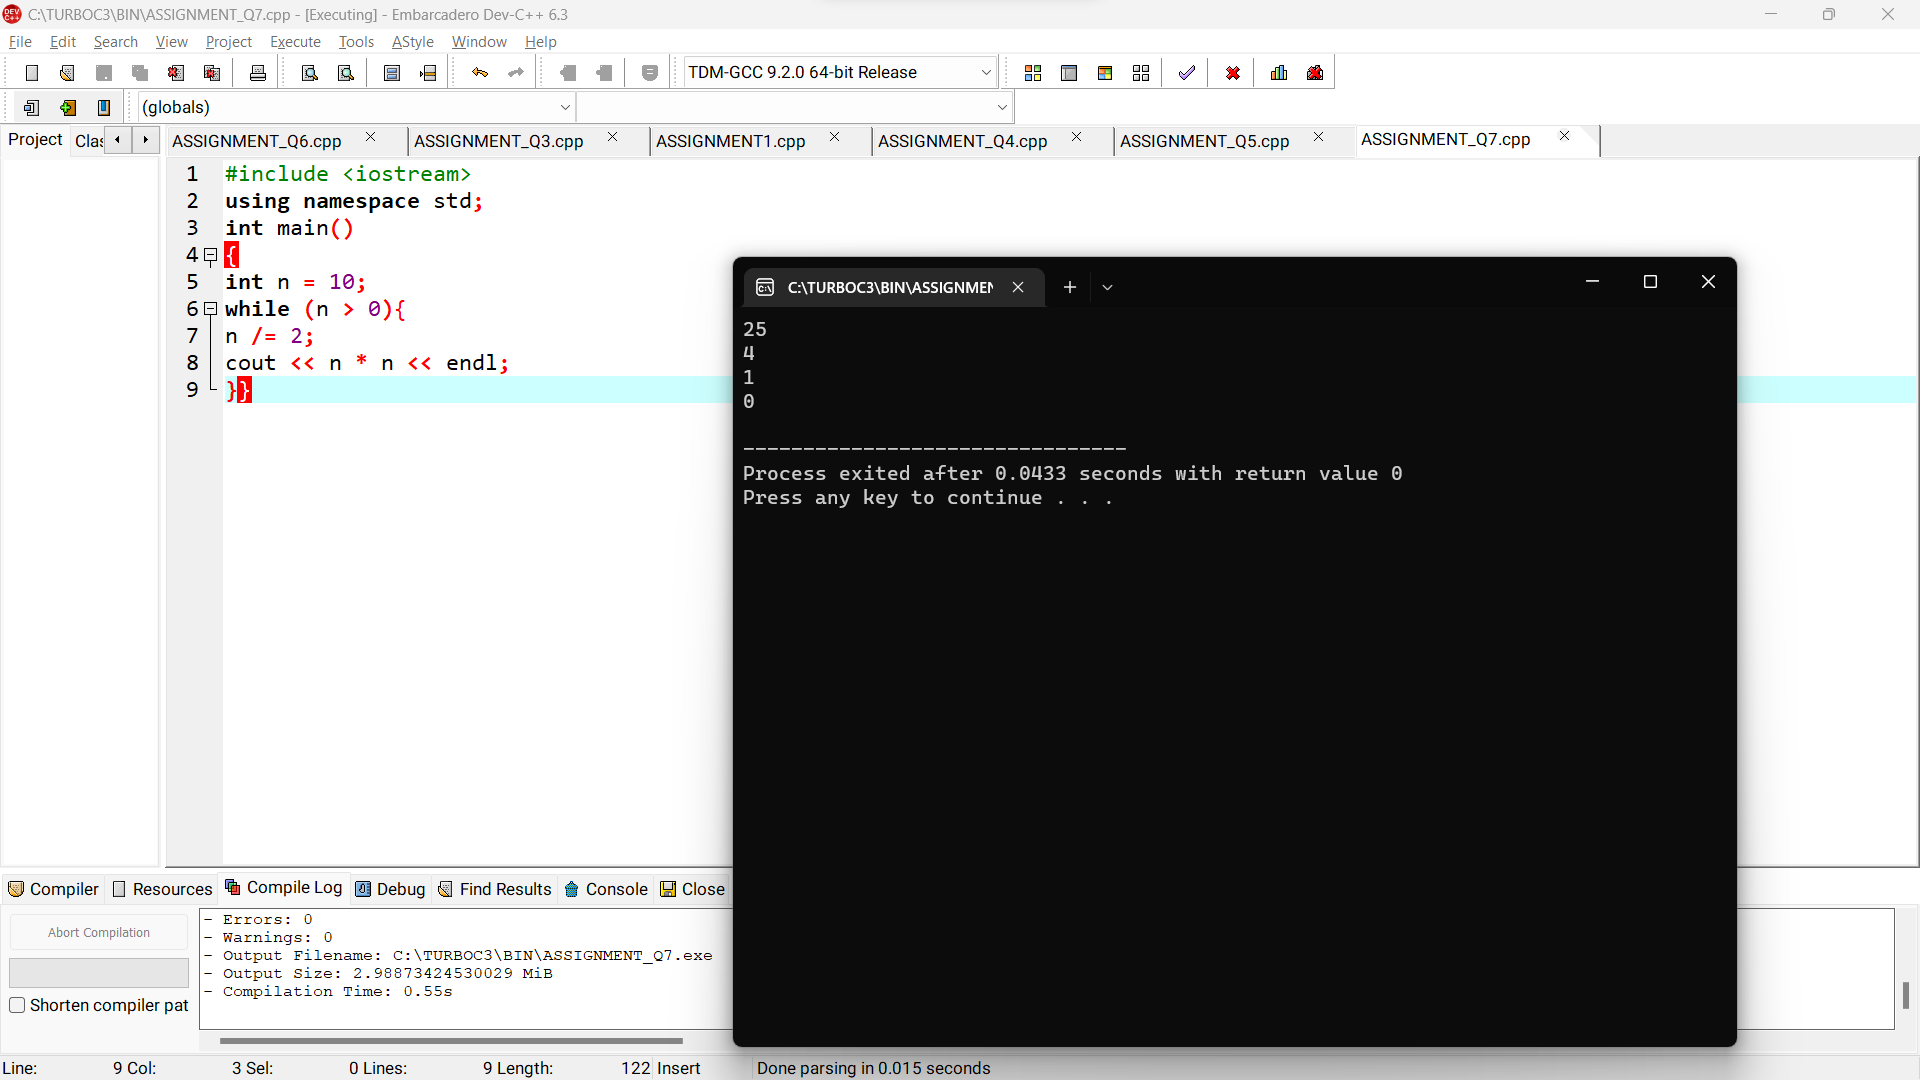 C:\TURBOC3\BIN\ASSIGNMENT_Q7.cpp - [Executing] - Embarcadero Dev-C++ 6.3
File Edit Search View Project Execute Tools AStyle Window Help
TDM-GCC 9.2.0 64-bit Release
(globals)
Project Clas ASSIGNMENT_Q6.cpp ASSIGNMENT_Q3.cpp ASSIGNMENT1.cpp ASSIGNMENT_Q4.cpp ASSIGNMENT_Q5.cpp ASSIGNMENT_Q7.cpp
1 #include <iostream>
2 using namespace std;
3 int main()
4 {
5 int n = 10;
6 while (n > 0){
7 n /= 2;
8 cout << n * n << endl;
9 }}
C:\TURBOC3\BIN\ASSIGNMEN
25
4
1
0
--------------------------------
Process exited after 0.0433 seconds with return value 0
Press any key to continue . . .
Compiler Resources Compile Log Debug Find Results Console Close
Abort Compilation
Shorten compiler pat
- Errors: 0
- Warnings: 0
- Output Filename: C:\TURBOC3\BIN\ASSIGNMENT_Q7.exe
- Output Size: 2.98873424530029 MiB
- Compilation Time: 0.55s
Line: 9 Col: 3 Sel: 0 Lines: 9 Length: 122 Insert Done parsing in 0.015 seconds